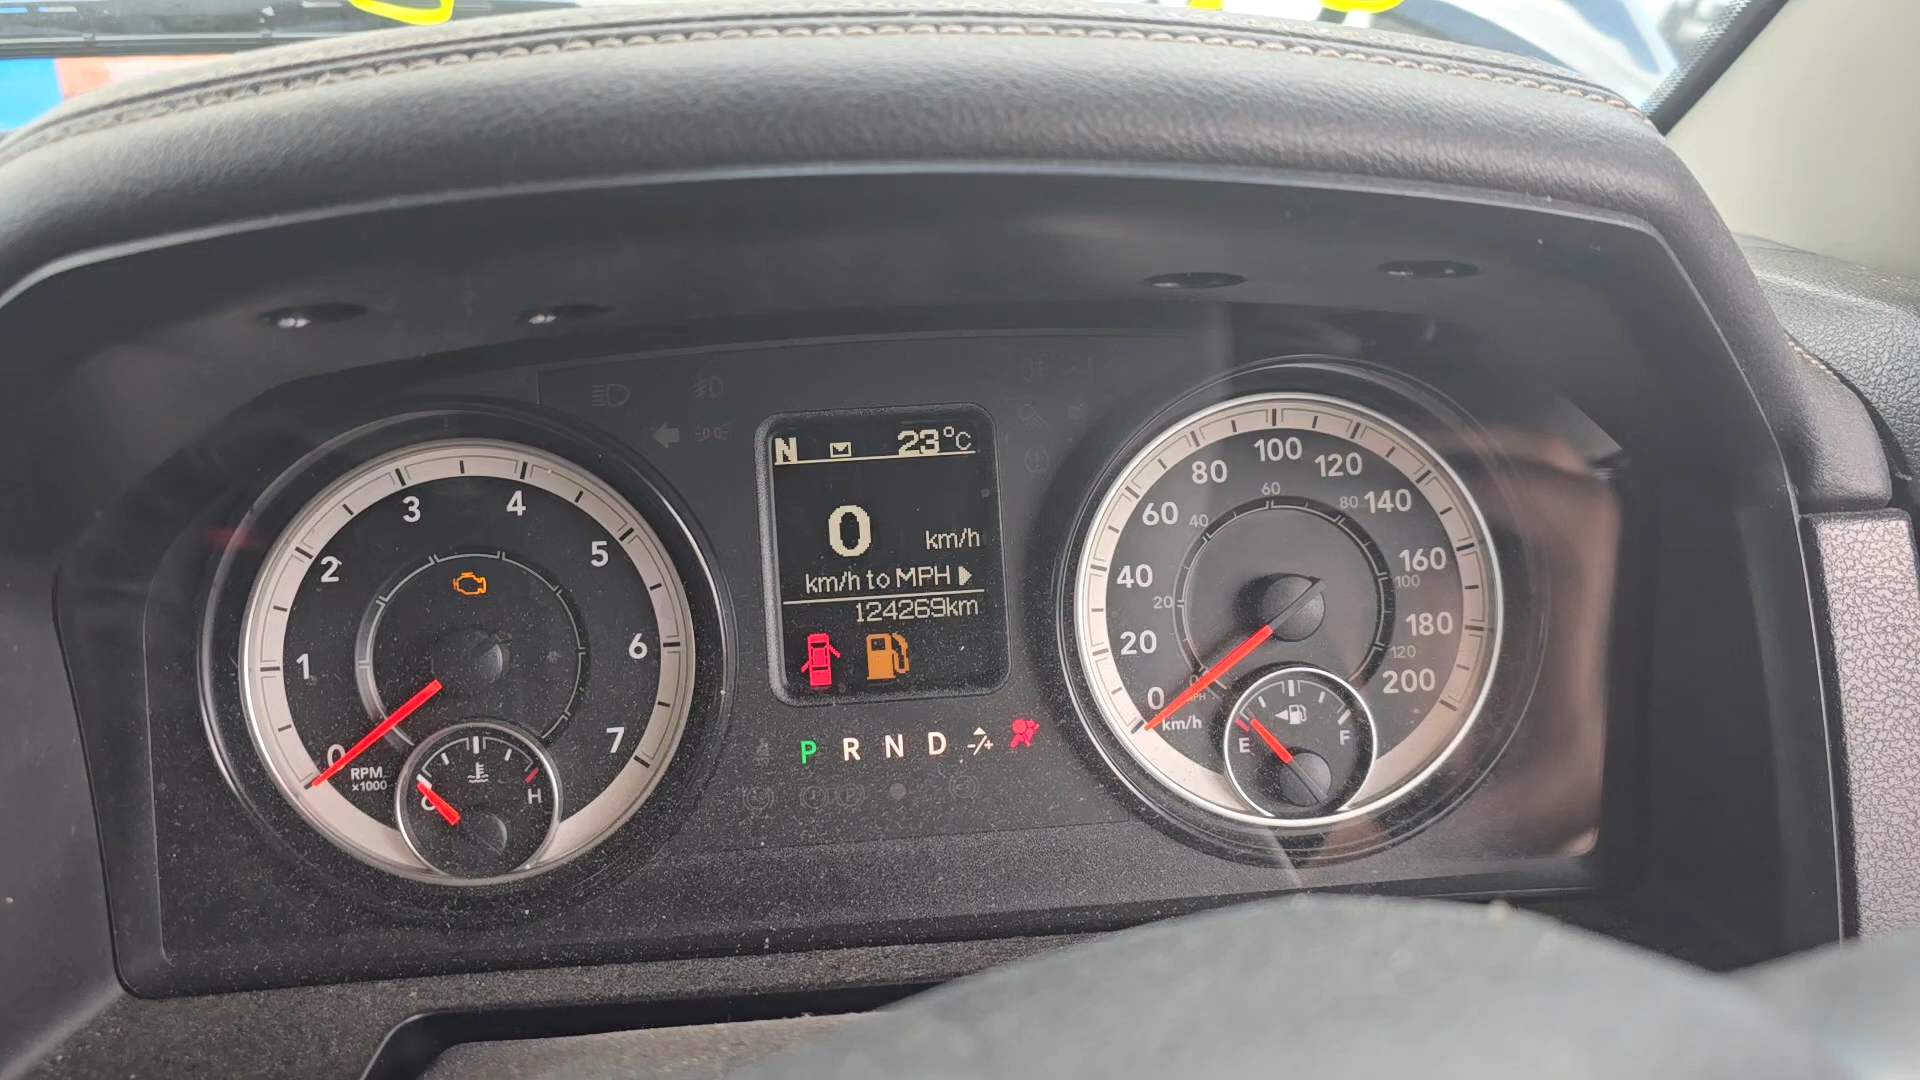 N 23°C
0 km/h
km/h to MPH
124269km
P R N D -/+
0 1 2 3 4 5 6 7
RPM
×1000
C H
0 20 40 60 80 100 120 140 160 180 200
km/h
20 40 60 80 100 120
E F